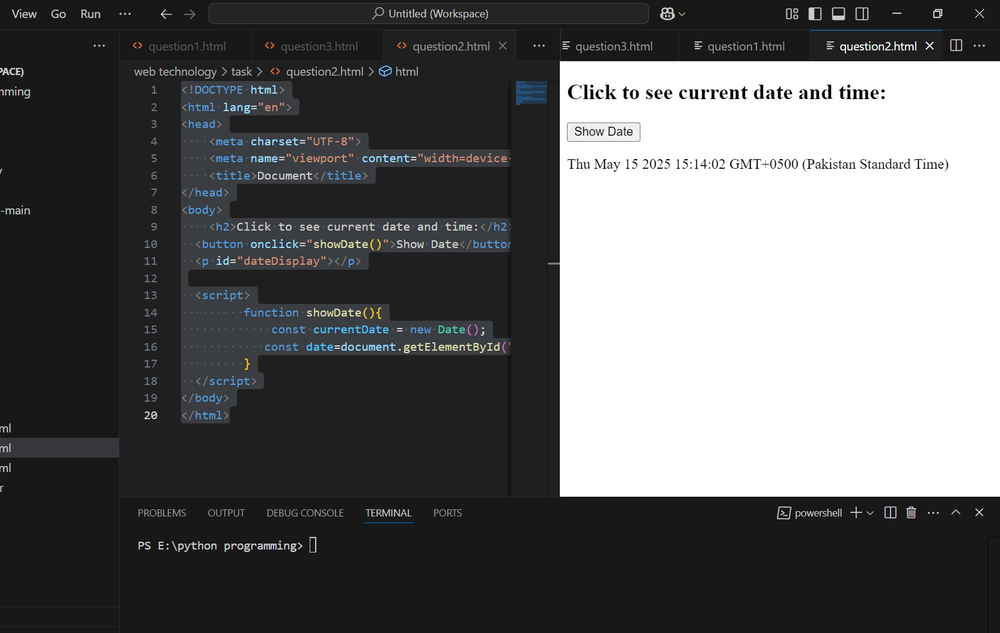 View Go Run ··· Untitled (Workspace)
PACE)
mming
-main
ml
ml
ml
r
question1.html question3.html question2.html
web technology > task > question2.html > html
1 <!DOCTYPE html>
2 <html lang="en">
3 <head>
4 <meta charset="UTF-8">
5 <meta name="viewport" content="width=device-
6 <title>Document</title>
7 </head>
8 <body>
9 <h2>Click to see current date and time:</h2>
10 <button onclick="showDate()">Show Date</button
11 <p id="dateDisplay"></p>
12
13 <script>
14 function showDate(){
15 const currentDate = new Date();
16 const date=document.getElementById('
17 }
18 </script>
19 </body>
20 </html>
question3.html question1.html question2.html
Click to see current date and time:
Show Date
Thu May 15 2025 15:14:02 GMT+0500 (Pakistan Standard Time)
PROBLEMS OUTPUT DEBUG CONSOLE TERMINAL PORTS powershell
PS E:\python programming>